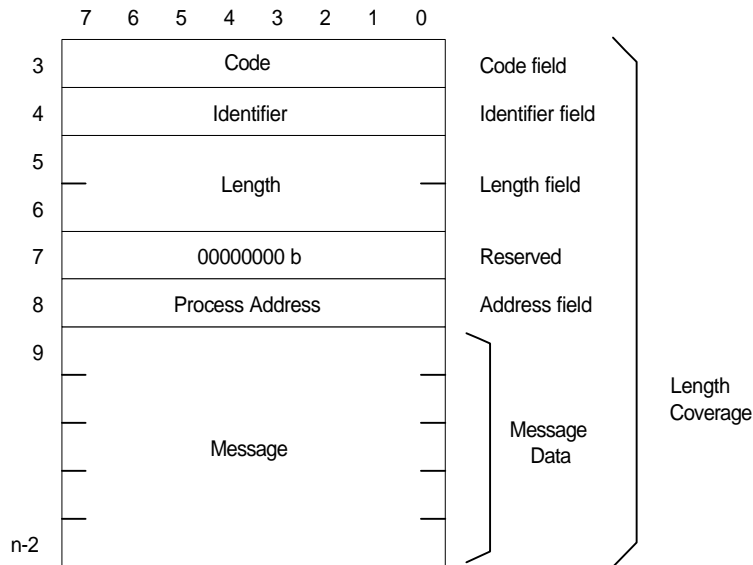 7 6 5 4 3 2 1 0
3 Code Code field
4 Identifier Identifier field
5
Length Length field
6
7 00000000 b Reserved
8 Process Address Address field
9
Length
Coverage
Message
Message
Data
n-2